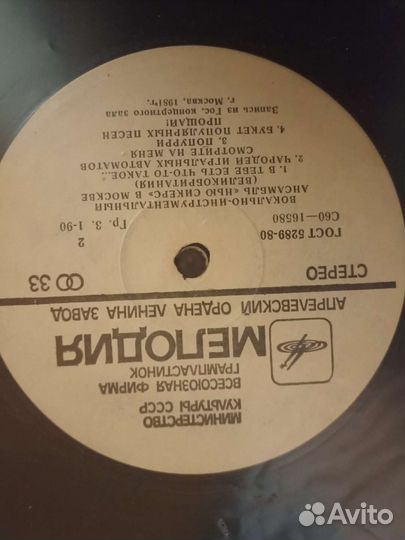 МИНИСТЕРСТВО
КУЛЬТУРЫ СССР
ВСЕСОЮЗНАЯ ФИРМА
ГРАМПЛАСТИНОК
МЕЛОДИЯ
АПРЕЛЕВСКИЙ ОРДЕНА ЛЕНИНА ЗАВОД
СТЕРЕО
33
ГОСТ 5289-80
2
Гр. 3. 1-90
С60—16580
ВОКАЛЬНО-ИНСТРУМЕНТАЛЬНЫЙ
АНСАМБЛЬ «НЬЮ СИКЕРС» В МОСКВЕ
(ВЕЛИКОБРИТАНИЯ)
1. В ТЕБЕ ЕСТЬ ЧТО-ТО ТАКОЕ...
2. ЧАРОДЕЙ ИГРАЛЬНЫХ АВТОМАТОВ
СМОТРИТЕ НА МЕНЯ
3. ПОПУРРИ
4. БУКЕТ ПОПУЛЯРНЫХ ПЕСЕН
ПРОЩАЙ!
Запись из Гос. концертного зала
г. Москва, 1981 г.
Avito